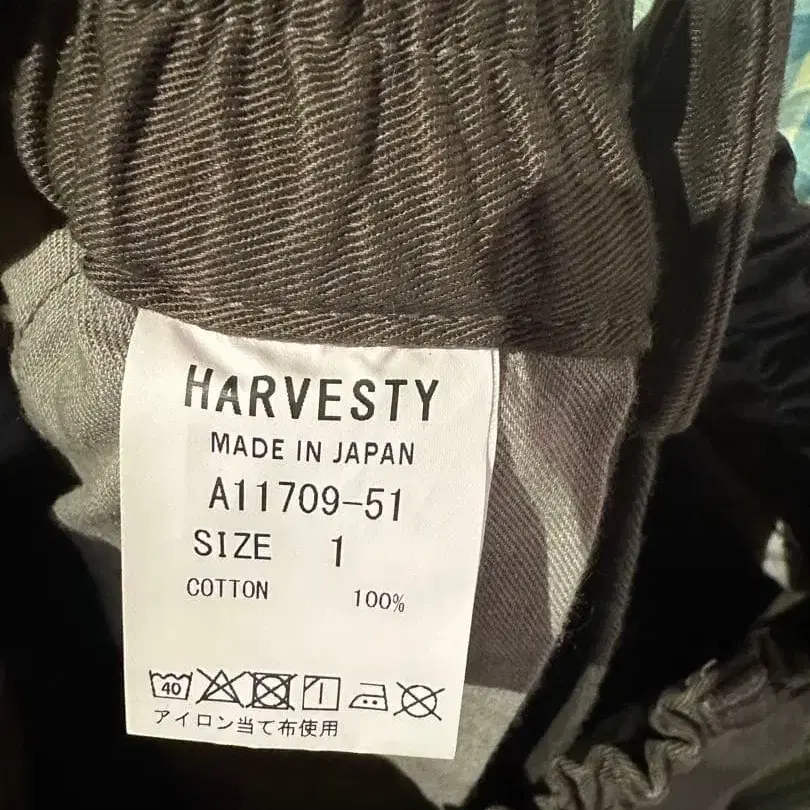 HARVESTY
MADE IN JAPAN
A11709-51
SIZE 1
COTTON 100%
40
アイロン当て布使用